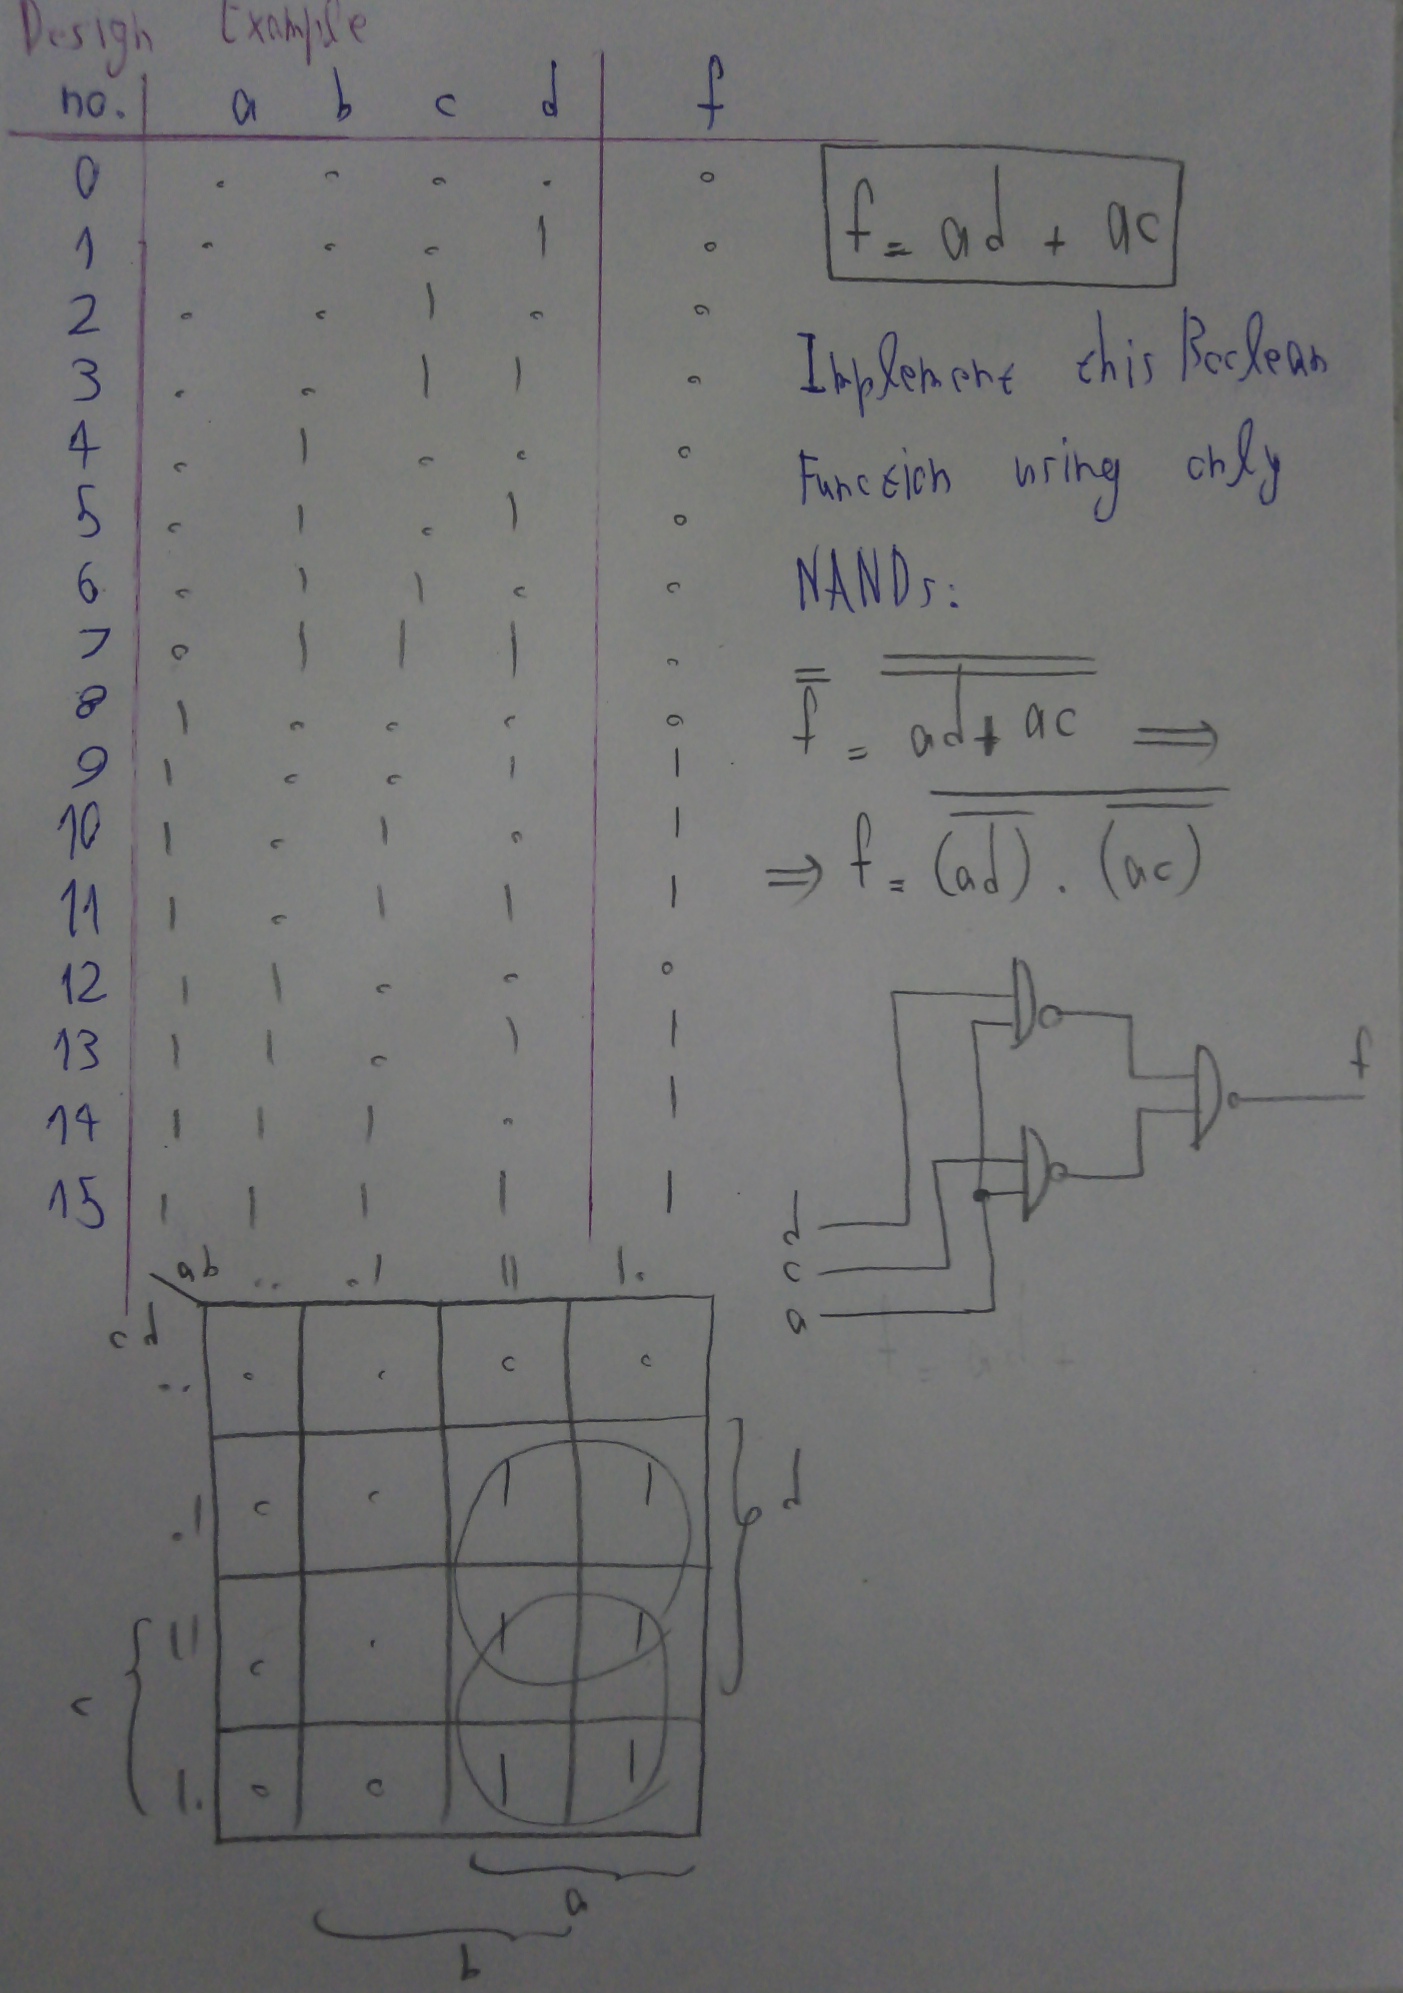 Design Example
no. a b c d f
0 0 0 0 0 0
1 0 0 0 1 0
2 0 0 1 0 0
3 0 0 1 1 0
4 0 1 0 0 0
5 0 1 0 1 0
6 0 1 1 0 0
7 0 1 1 1 0
8 1 0 0 0 0
9 1 0 0 1 1
10 1 0 1 0 1
11 1 0 1 1 1
12 1 1 0 0 0
13 1 1 0 1 1
14 1 1 1 0 1
15 1 1 1 1 1
f = ad + ac
Implement this Boolean
Function using only
NANDs:
f̿ = \overline{\overline{ad + ac}} ⟹
⟹ f = \overline{\overline{(ad)} . \overline{(ac)}}
f
d
c
a
ab 00 01 11 10
cd
00 0 0 0 0
01 0 0 1 1
d
11 0 0 1 1
c
10 0 0 1 1
a
b